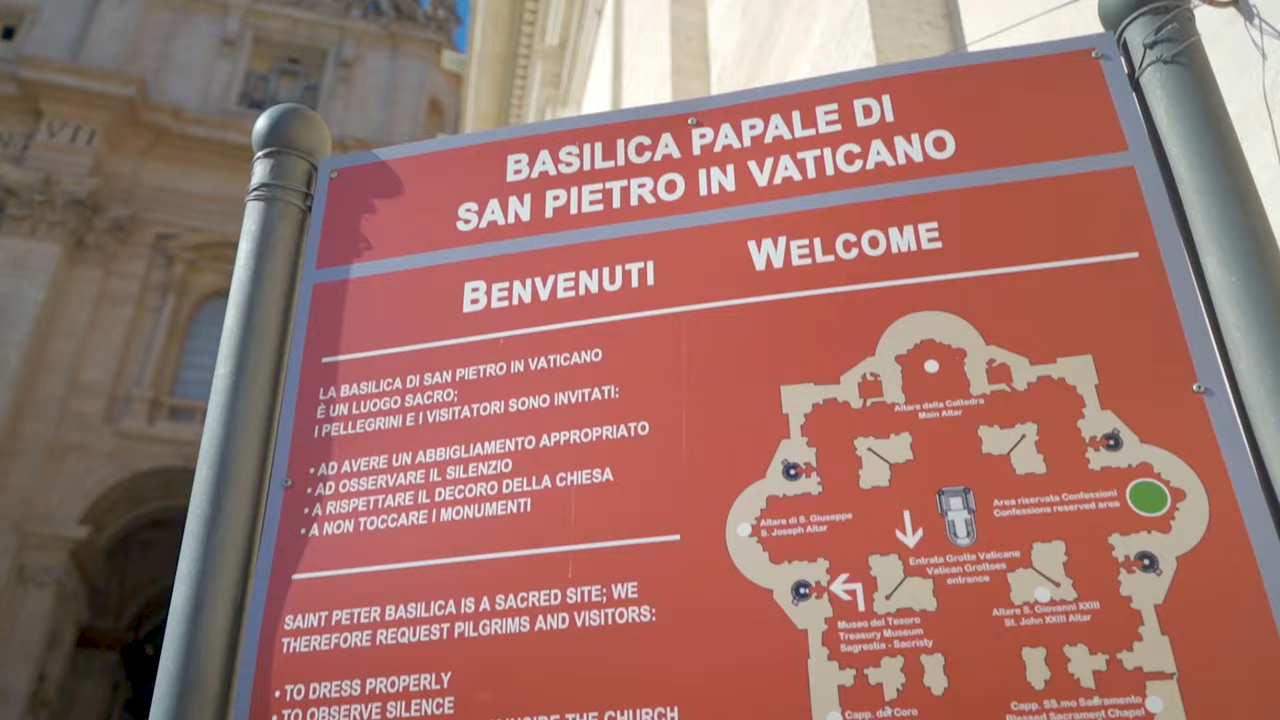 VII
BASILICA PAPALE DI
SAN PIETRO IN VATICANO
BENVENUTI
WELCOME
LA BASILICA DI SAN PIETRO IN VATICANO
È UN LUOGO SACRO;
I PELLEGRINI E I VISITATORI SONO INVITATI:
• AD AVERE UN ABBIGLIAMENTO APPROPRIATO
• AD OSSERVARE IL SILENZIO
• A RISPETTARE IL DECORO DELLA CHIESA
• A NON TOCCARE I MONUMENTI
SAINT PETER BASILICA IS A SACRED SITE; WE
THEREFORE REQUEST PILGRIMS AND VISITORS:
• TO DRESS PROPERLY
• TO OBSERVE SILENCE
INSIDE THE CHURCH
Altare della Cattedra
Main Altar
Area riservata Confessioni
Confessions reserved area
Altare di S. Giuseppe
S. Joseph Altar
Entrata Grotte Vaticane
Vatican Grottoes
entrance
Altare S. Giovanni XXIII
St. John XXIII Altar
Museo del Tesoro
Treasury Museum
Sagrestia - Sacristy
Capp. del Coro
Capp. SS.mo Sacramento
Blessed Sacrament Chapel